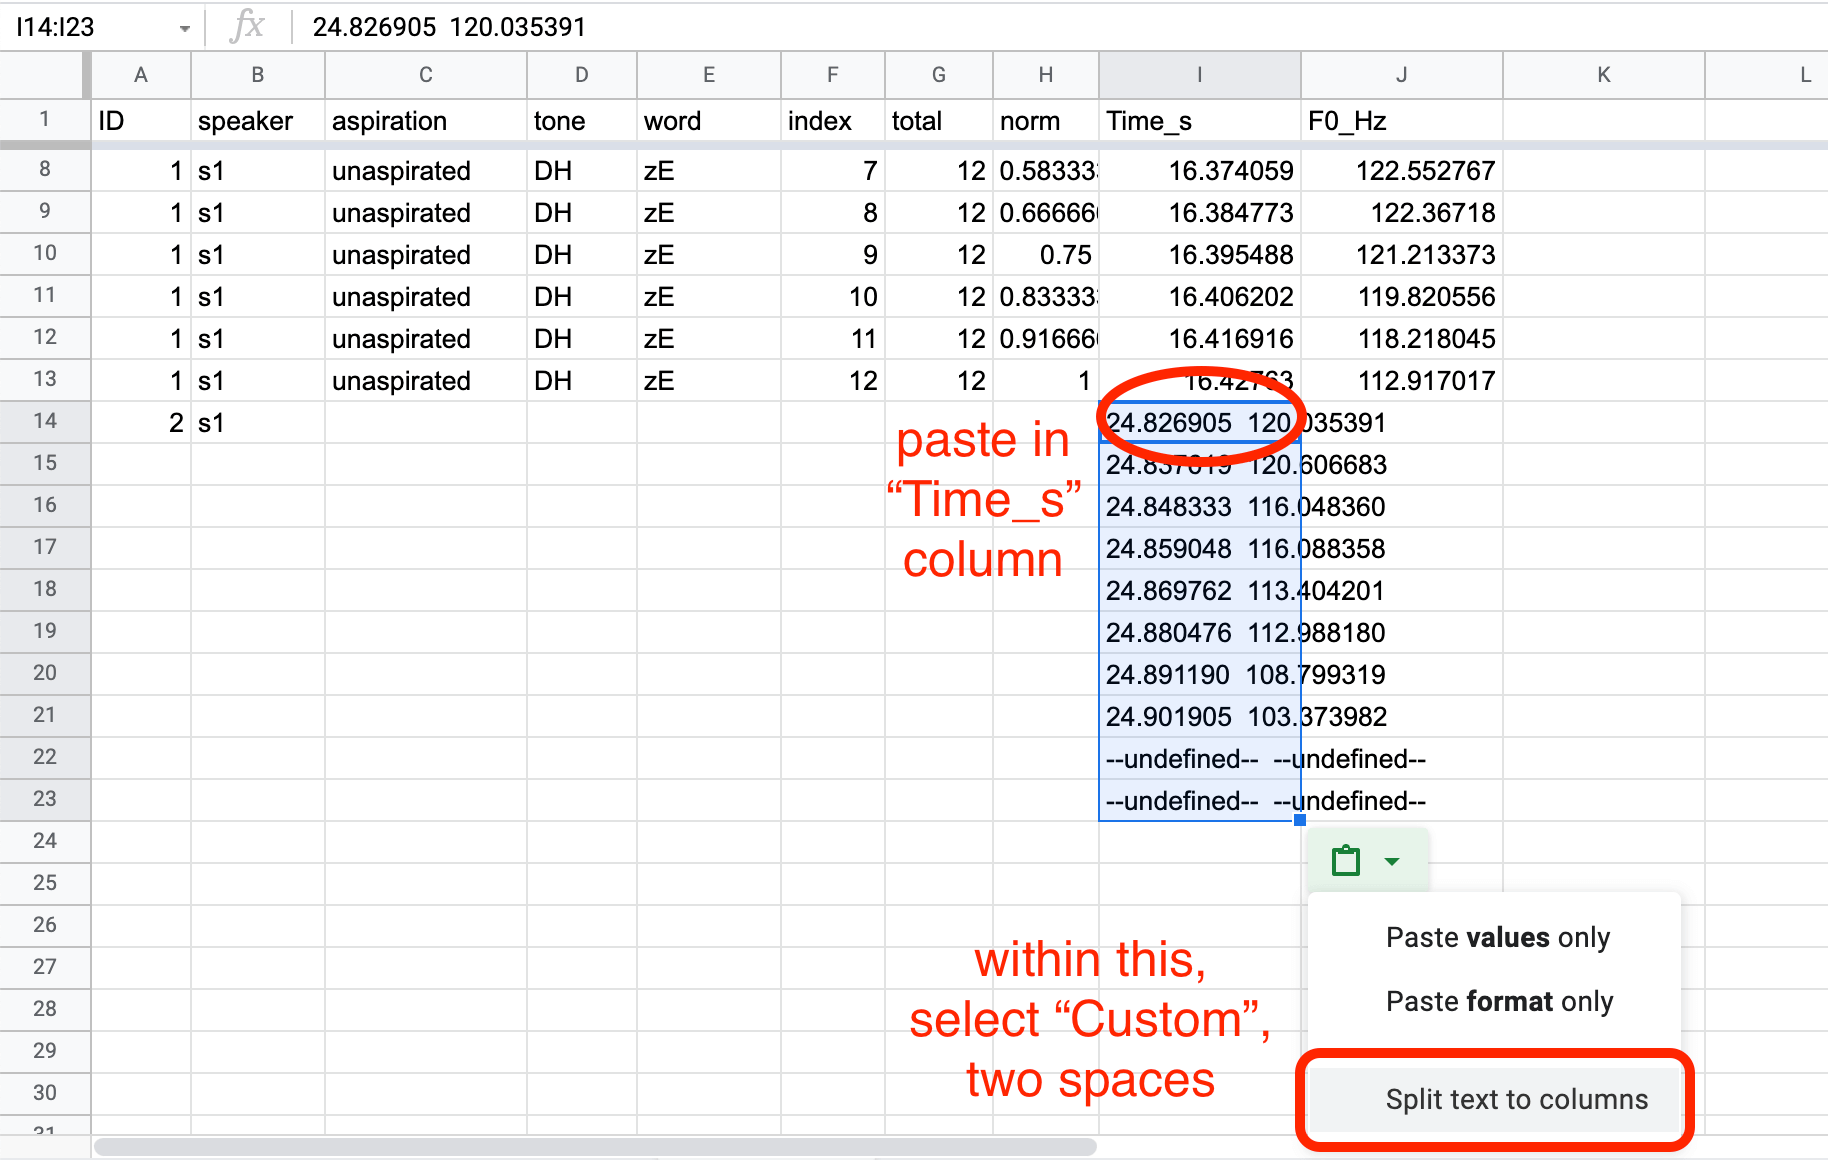 I14:I23 fx 24.826905  120.035391
A B C D E F G H I J K L
1 ID speaker aspiration tone word index total norm Time_s F0_Hz
8 1 s1 unaspirated DH zE 7 12 0.58333 16.374059 122.552767
9 1 s1 unaspirated DH zE 8 12 0.66666 16.384773 122.36718
10 1 s1 unaspirated DH zE 9 12 0.75 16.395488 121.213373
11 1 s1 unaspirated DH zE 10 12 0.83333 16.406202 119.820556
12 1 s1 unaspirated DH zE 11 12 0.91666 16.416916 118.218045
13 1 s1 unaspirated DH zE 12 12 1 16.42763 112.917017
14 2 s1 24.826905  120.035391
15 24.837619  120.606683
16 24.848333  116.048360
17 24.859048  116.088358
18 24.869762  113.404201
19 24.880476  112.988180
20 24.891190  108.799319
21 24.901905  103.373982
22 --undefined--  --undefined--
23 --undefined--  --undefined--
paste in
“Time_s”
column
24
25
26
27
28
29
30
31
Paste values only
Paste format only
Split text to columns
within this,
select “Custom”,
two spaces